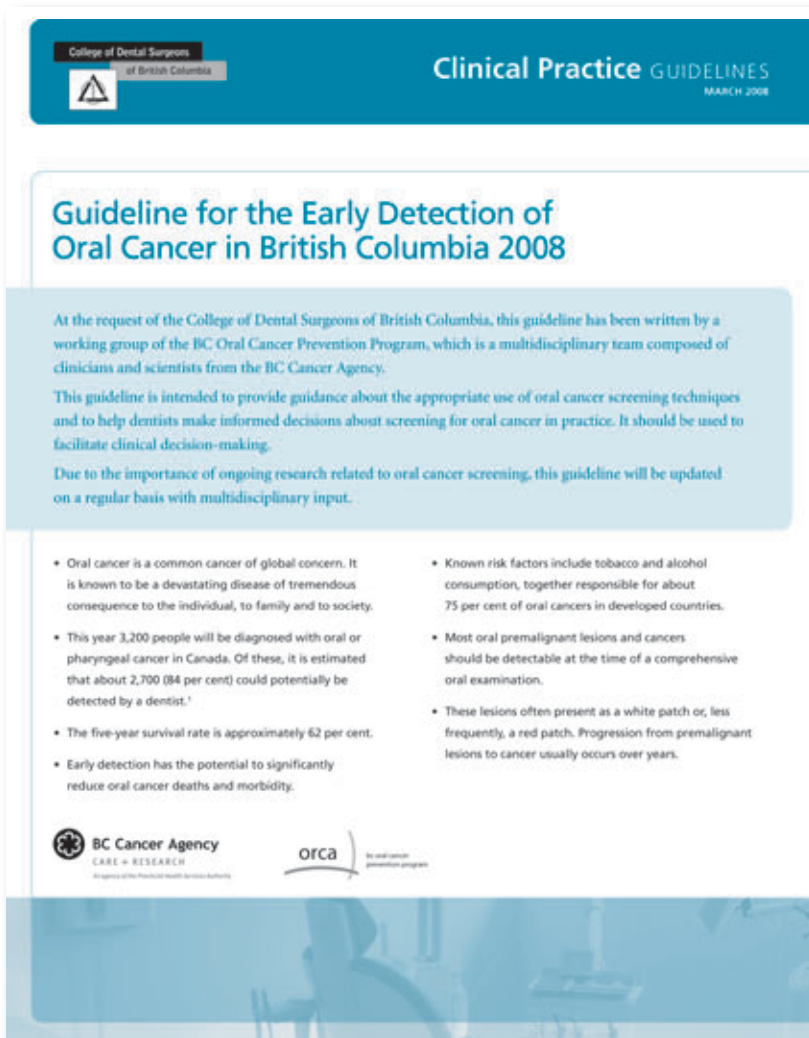 College of Dental Surgeons
of British Columbia
Clinical Practice GUIDELINES
MARCH 2008
Guideline for the Early Detection of
Oral Cancer in British Columbia 2008
At the request of the College of Dental Surgeons of British Columbia, this guideline has been written by a
working group of the BC Oral Cancer Prevention Program, which is a multidisciplinary team composed of
clinicians and scientists from the BC Cancer Agency.
This guideline is intended to provide guidance about the appropriate use of oral cancer screening techniques
and to help dentists make informed decisions about screening for oral cancer in practice. It should be used to
facilitate clinical decision-making.
Due to the importance of ongoing research related to oral cancer screening, this guideline will be updated
on a regular basis with multidisciplinary input.
• Oral cancer is a common cancer of global concern. It
is known to be a devastating disease of tremendous
consequence to the individual, to family and to society.
• This year 3,200 people will be diagnosed with oral or
pharyngeal cancer in Canada. Of these, it is estimated
that about 2,700 (84 per cent) could potentially be
detected by a dentist.¹
• The five-year survival rate is approximately 62 per cent.
• Early detection has the potential to significantly
reduce oral cancer deaths and morbidity.
• Known risk factors include tobacco and alcohol
consumption, together responsible for about
75 per cent of oral cancers in developed countries.
• Most oral premalignant lesions and cancers
should be detectable at the time of a comprehensive
oral examination.
• These lesions often present as a white patch or, less
frequently, a red patch. Progression from premalignant
lesions to cancer usually occurs over years.
BC Cancer Agency
CARE + RESEARCH
An agency of the Provincial Health Services Authority
orca
bc oral cancer
prevention program